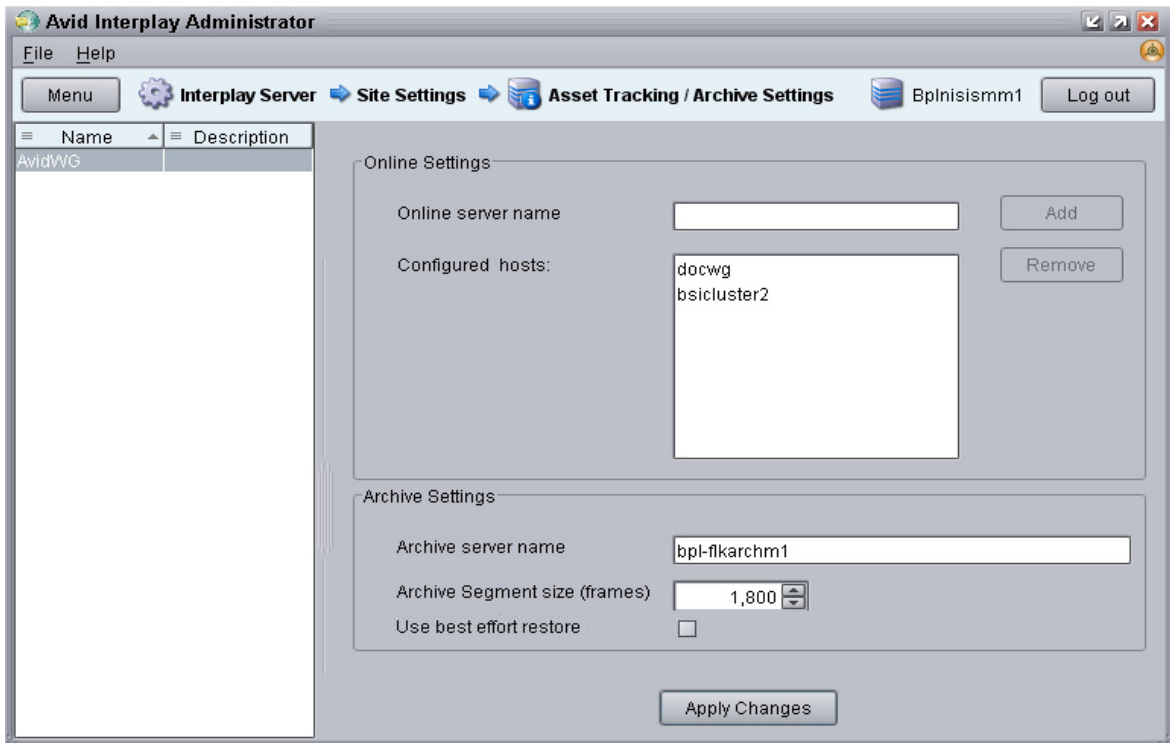 Avid Interplay Administrator
File Help
Menu Interplay Server Site Settings Asset Tracking / Archive Settings Bplnisismm1 Log out
Name Description
AvidWG
Online Settings
Online server name Add
Configured hosts: Remove
docwg
bsicluster2
Archive Settings
Archive server name bpl-flkarchm1
Archive Segment size (frames) 1,800
Use best effort restore
Apply Changes